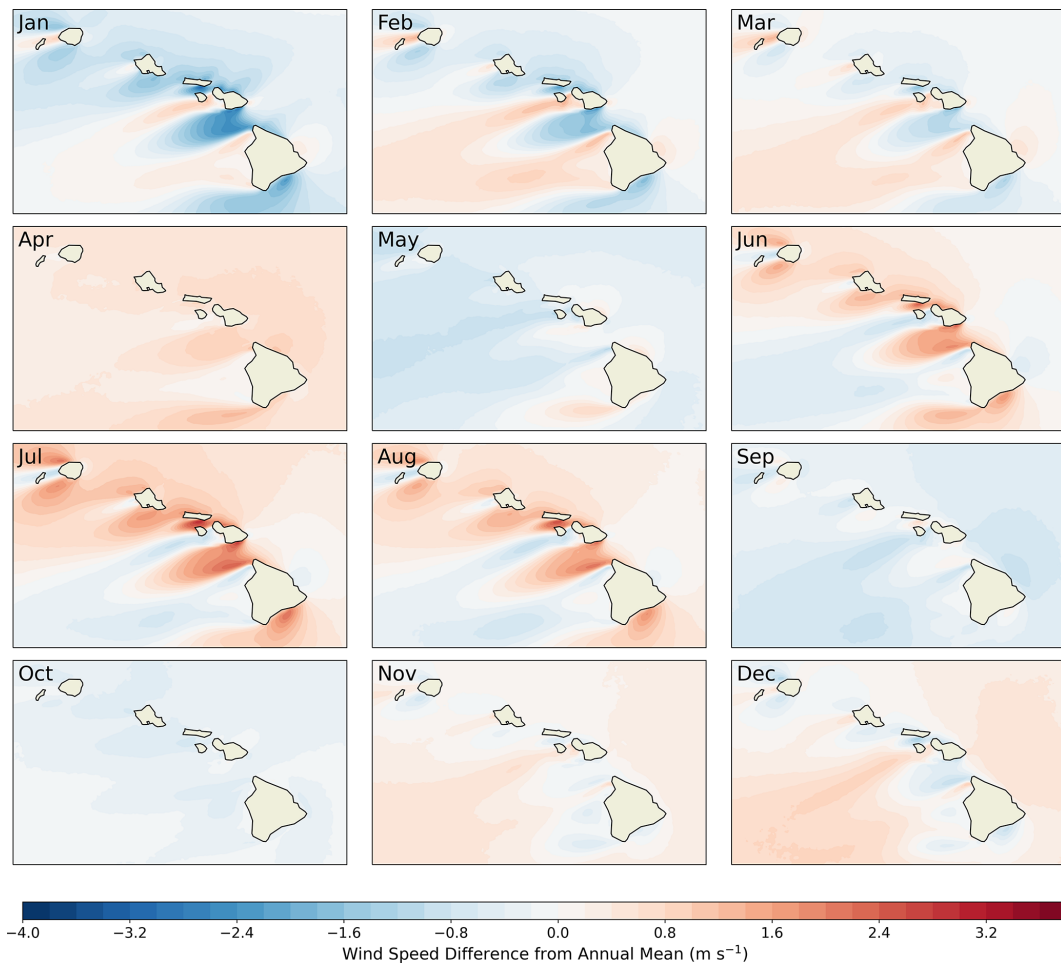 Jan Feb Mar
Apr May Jun
Jul Aug Sep
Oct Nov Dec
−4.0 −3.2 −2.4 −1.6 −0.8 0.0 0.8 1.6 2.4 3.2
Wind Speed Difference from Annual Mean (m s⁻¹)